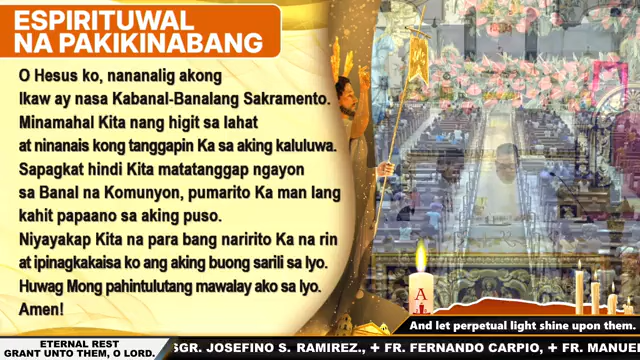 ESPIRITUWAL
NA PAKIKINABANG
O Hesus ko, nananalig akong
Ikaw ay nasa Kabanal-Banalang Sakramento.
Minamahal Kita nang higit sa lahat
at ninanais kong tanggapin Ka sa aking kaluluwa.
Sapagkat hindi Kita matatanggap ngayon
sa Banal na Komunyon, pumarito Ka man lang
kahit papaano sa aking puso.
Niyayakap Kita na para bang naririto Ka na rin
at ipinagkakaisa ko ang aking buong sarili sa Iyo.
Huwag Mong pahintulutang mawalay ako sa Iyo.
Amen!
A
And let perpetual light shine upon them.
ETERNAL REST
GRANT UNTO THEM, O LORD.
SGR. JOSEFINO S. RAMIREZ., + FR. FERNANDO CARPIO, + FR. MANUE